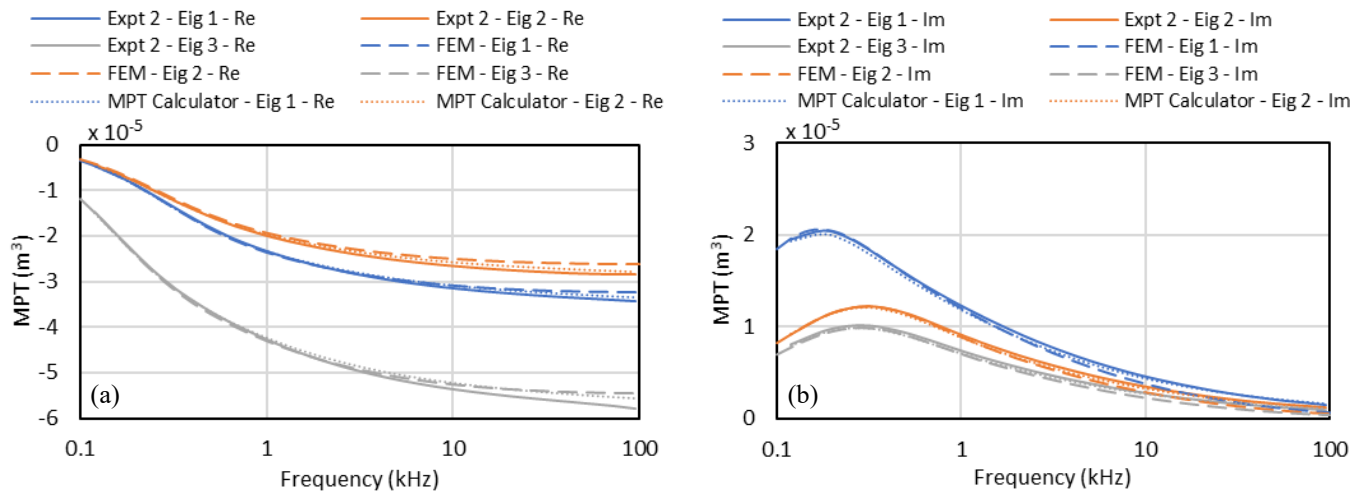 Expt 2 - Eig 1 - Re
Expt 2 - Eig 2 - Re
Expt 2 - Eig 3 - Re
FEM - Eig 1 - Re
FEM - Eig 2 - Re
FEM - Eig 3 - Re
MPT Calculator - Eig 1 - Re
MPT Calculator - Eig 2 - Re
x 10⁻⁵
0
-1
-2
-3
-4
-5
-6
MPT (m³)
(a)
0.1
1
10
100
Frequency (kHz)
Expt 2 - Eig 1 - Im
Expt 2 - Eig 2 - Im
Expt 2 - Eig 3 - Im
FEM - Eig 1 - Im
FEM - Eig 2 - Im
FEM - Eig 3 - Im
MPT Calculator - Eig 1 - Im
MPT Calculator - Eig 2 - Im
x 10⁻⁵
3
2
1
0
MPT (m³)
(b)
0.1
1
10
100
Frequency (kHz)